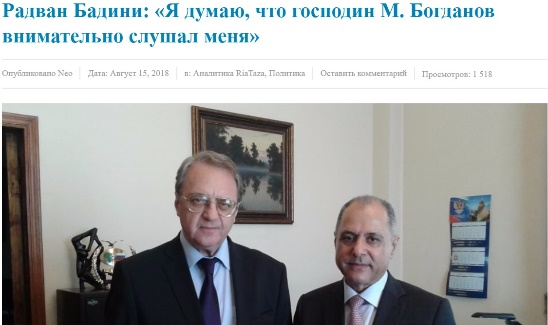 Радван Бадини: «Я думаю, что господин М. Богданов
внимательно слушал меня»
Опубликовано Neo Дата: Август 15, 2018 в: Аналитика RiaTaza, Политика Оставить комментарий Просмотров: 1 518